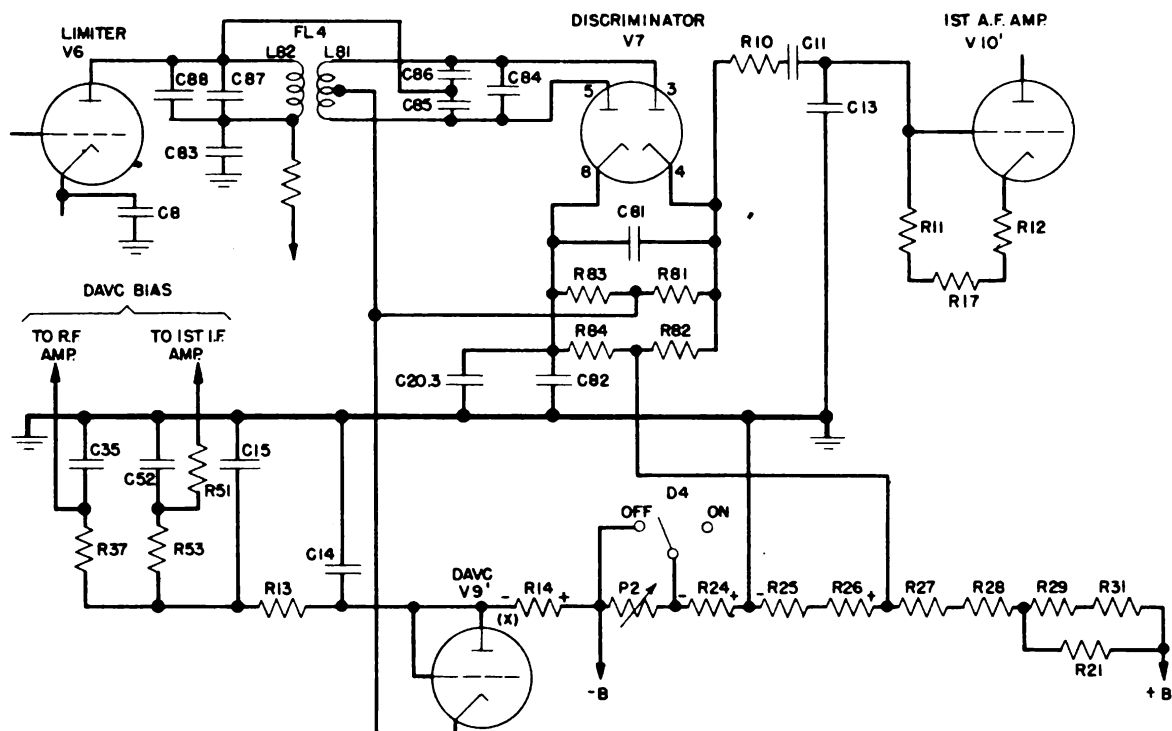 LIMITER
V6
FL4
L82
L81
C88
C87
C83
C8
C86
C85
C84
DISCRIMINATOR
V7
5
3
8
4
C81
R83
R81
R84
R82
C20.3
C82
R10
C11
C13
1ST A.F. AMP.
V10'
R11
R12
R17
DAVC BIAS
TO R.F.
AMP.
TO 1ST I.F.
AMP.
C35
C52
R51
C15
R37
R53
R13
C14
DAVC
V9'
-
R14
+
(X)
OFF
D4
ON
P2
-
R24
+
-
R25
R26
+
R27
R28
R29
R31
R21
-B
+B